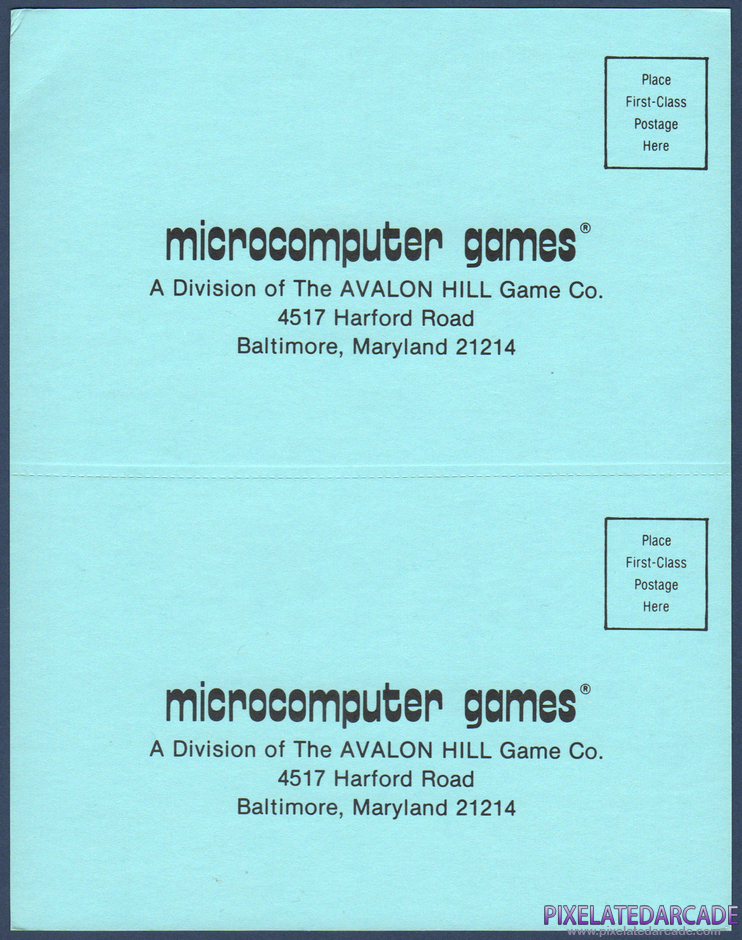 Place
First-Class
Postage
Here
microcomputer games®
A Division of The AVALON HILL Game Co.
4517 Harford Road
Baltimore, Maryland 21214
Place
First-Class
Postage
Here
microcomputer games®
A Division of The AVALON HILL Game Co.
4517 Harford Road
Baltimore, Maryland 21214
PIXELATEDARCADE
www.pixelatedarcade.com